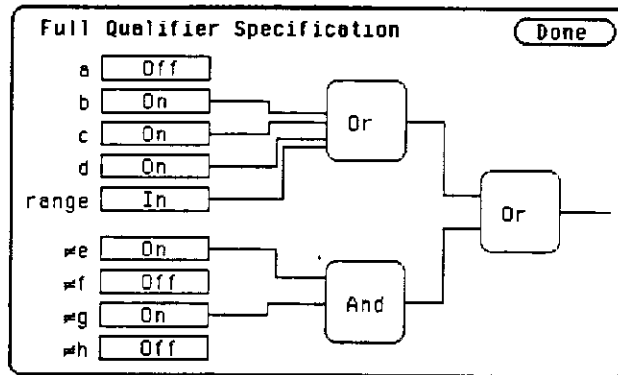 Full Qualifier Specification Done
a Off
b On
c On
d On
range In
Or
Or
≠e On
≠f Off
≠g On
≠h Off
And